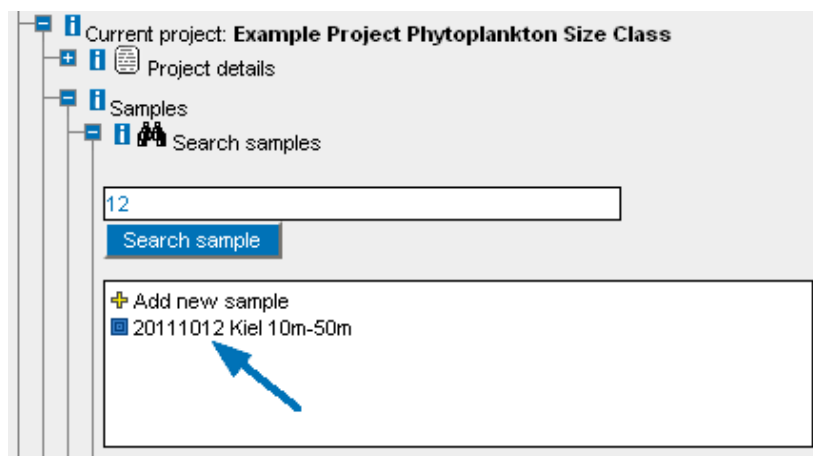 Current project: Example Project Phytoplankton Size Class
Project details
Samples
Search samples
12
Search sample
Add new sample
20111012 Kiel 10m-50m